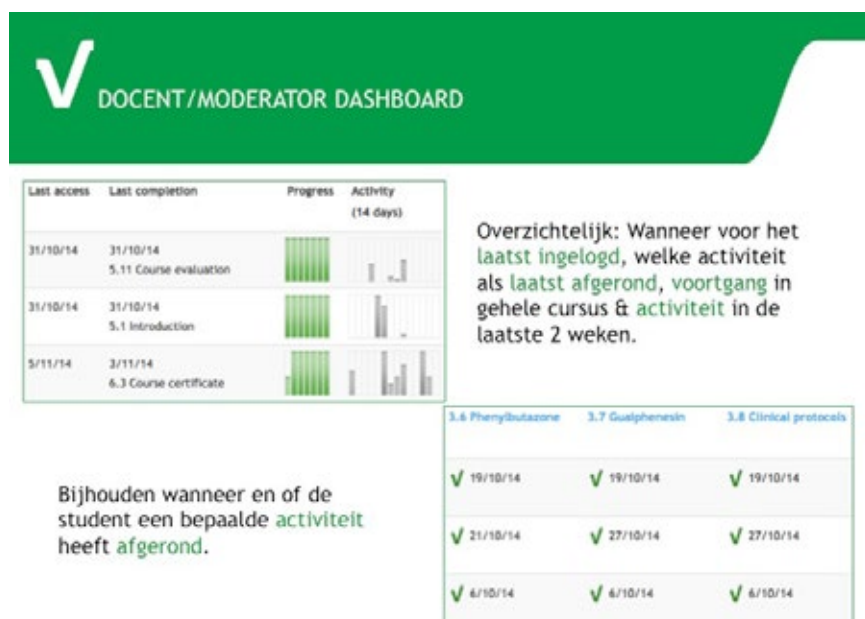 DOCENT/MODERATOR DASHBOARD
Last access Last completion Progress Activity
(14 days)
31/10/14 31/10/14
5.11 Course evaluation
31/10/14 31/10/14
5.1 Introduction
5/11/14 3/11/14
6.3 Course certificate
Overzichtelijk: Wanneer voor het
laatst ingelogd, welke activiteit
als laatst afgerond, voortgang in
gehele cursus & activiteit in de
laatste 2 weken.
3.6 Phenylbutazone 3.7 Guaiphenesin 3.8 Clinical protocols
19/10/14 19/10/14 19/10/14
21/10/14 27/10/14 27/10/14
6/10/14 6/10/14 6/10/14
Bijhouden wanneer en of de
student een bepaalde activiteit
heeft afgerond.